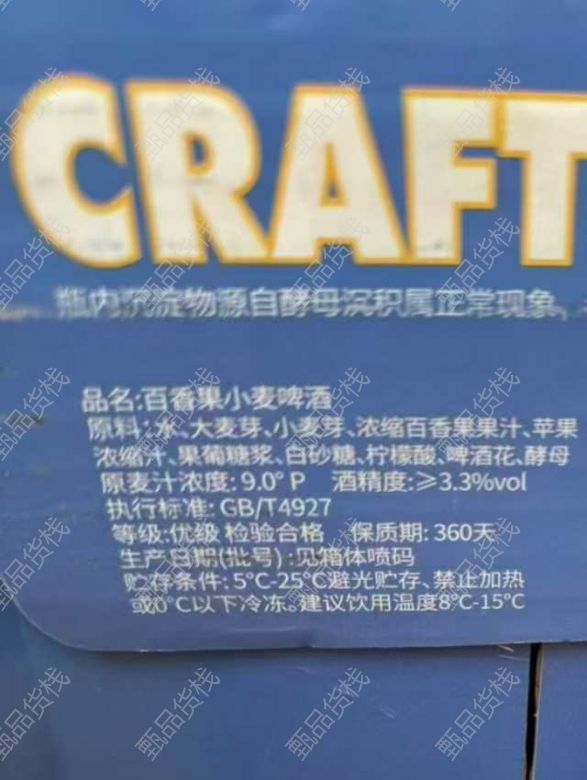 CRAFT
瓶内沉淀物源自酵母沉积属正常现象,
品名:百香果小麦啤酒
原料:水、大麦芽、小麦芽、浓缩百香果果汁、苹果
浓缩汁、果葡糖浆、白砂糖、柠檬酸、啤酒花、酵母
原麦汁浓度:9.0°P 酒精度:≥3.3%vol
执行标准:GB/T4927
等级:优级 检验合格 保质期:360天
生产日期(批号):见箱体喷码
贮存条件:5°C-25°C避光贮存、禁止加热
或0°C以下冷冻。建议饮用温度8°C-15°C
甄品货栈